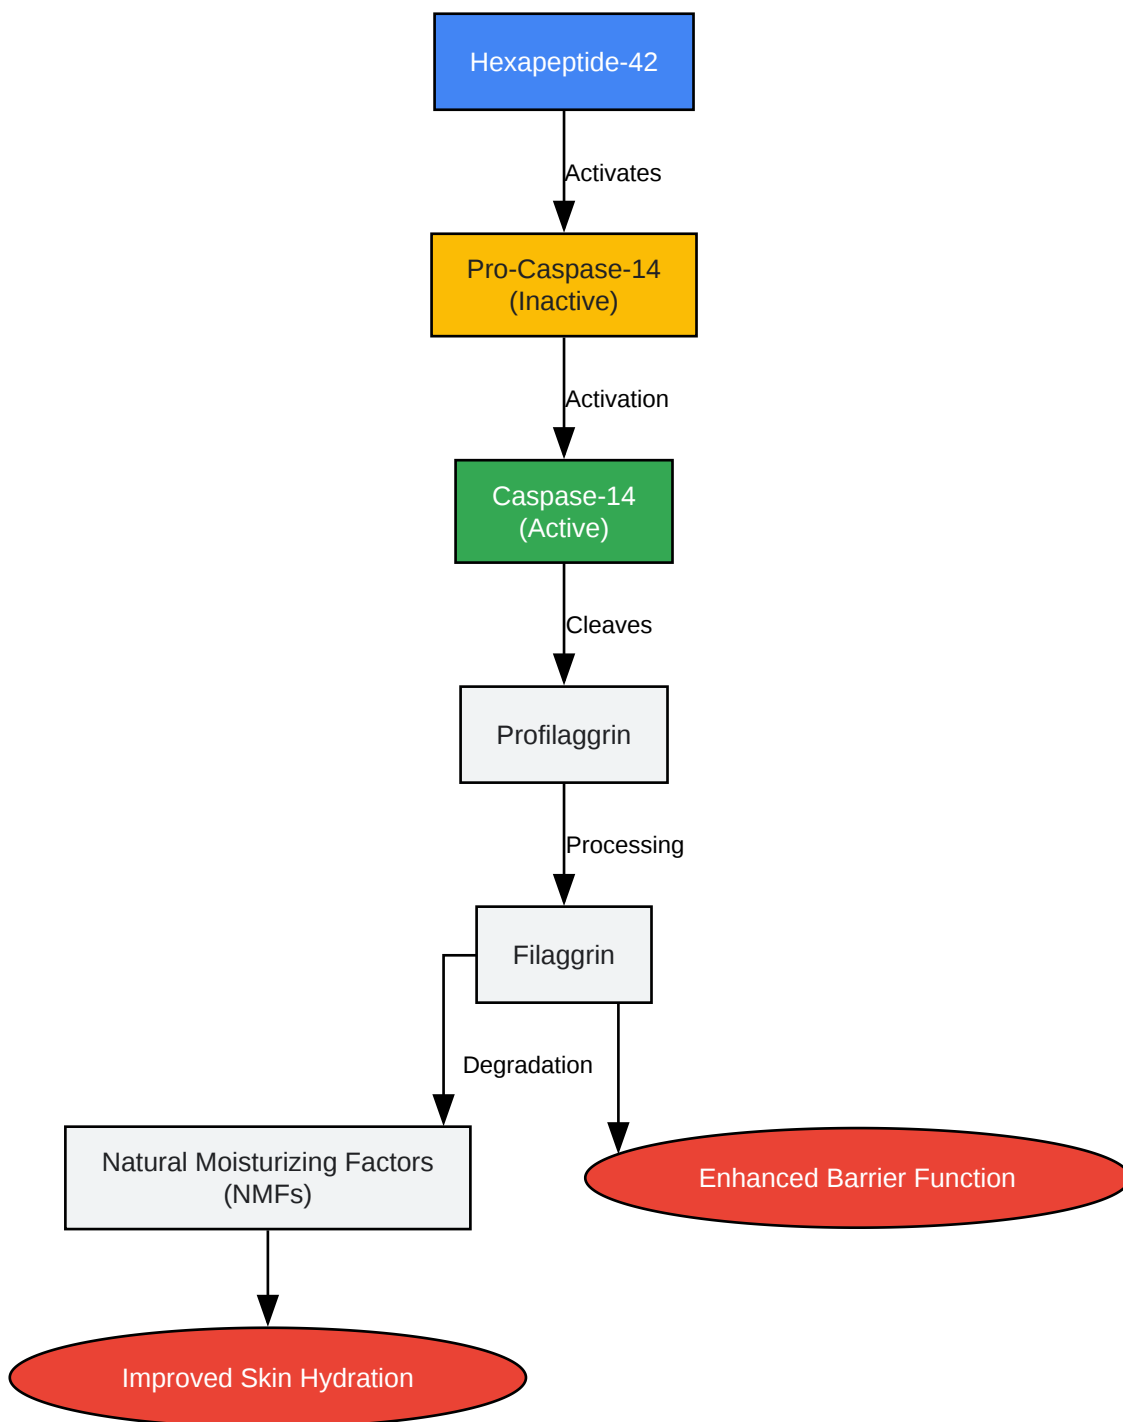 Hexapeptide-42
Activates
Pro-Caspase-14
(Inactive)
Activation
Caspase-14
(Active)
Cleaves
Profilaggrin
Processing
Filaggrin
Degradation
Natural Moisturizing Factors
(NMFs)
Enhanced Barrier Function
Improved Skin Hydration